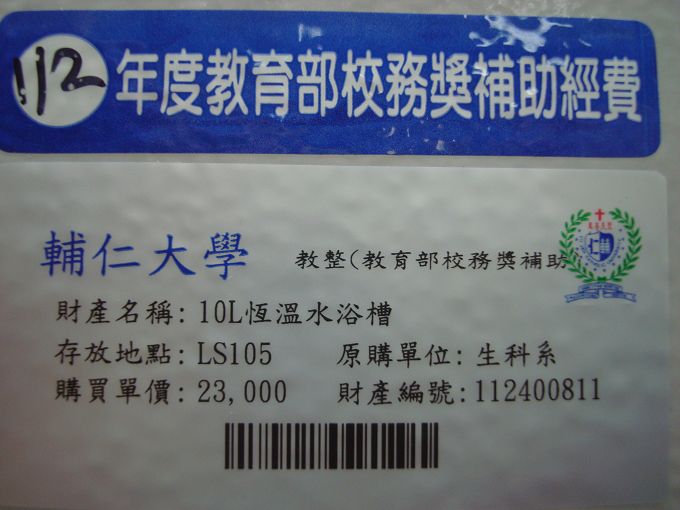 112年度教育部校務獎補助經費
輔仁大學 教整(教育部校務獎補助
財產名稱: 10L恆溫水浴槽
存放地點: LS105 原購單位: 生科系
購買單價: 23,000 財產編號: 112400811